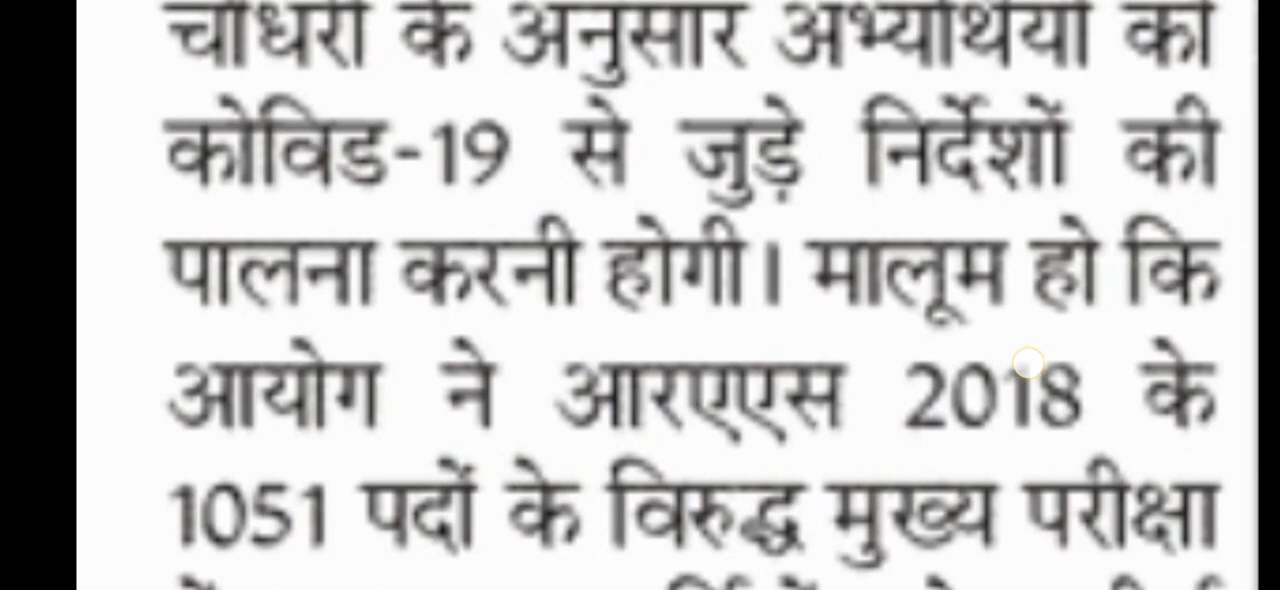 चौधरी के अनुसार अभ्यर्थियों को
कोविड-19 से जुड़े निर्देशों की
पालना करनी होगी। मालूम हो कि
आयोग ने आरएएस 2018 के
1051 पदों के विरुद्ध मुख्य परीक्षा